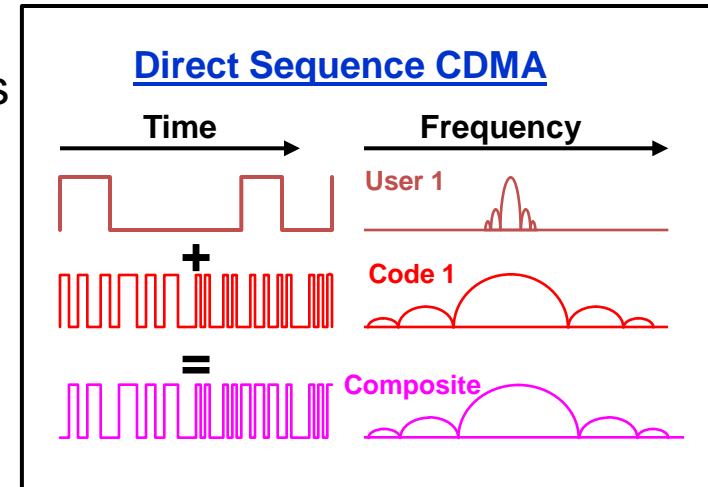 Direct Sequence CDMA
s
Time
Frequency
User 1
+
Code 1
=
Composite